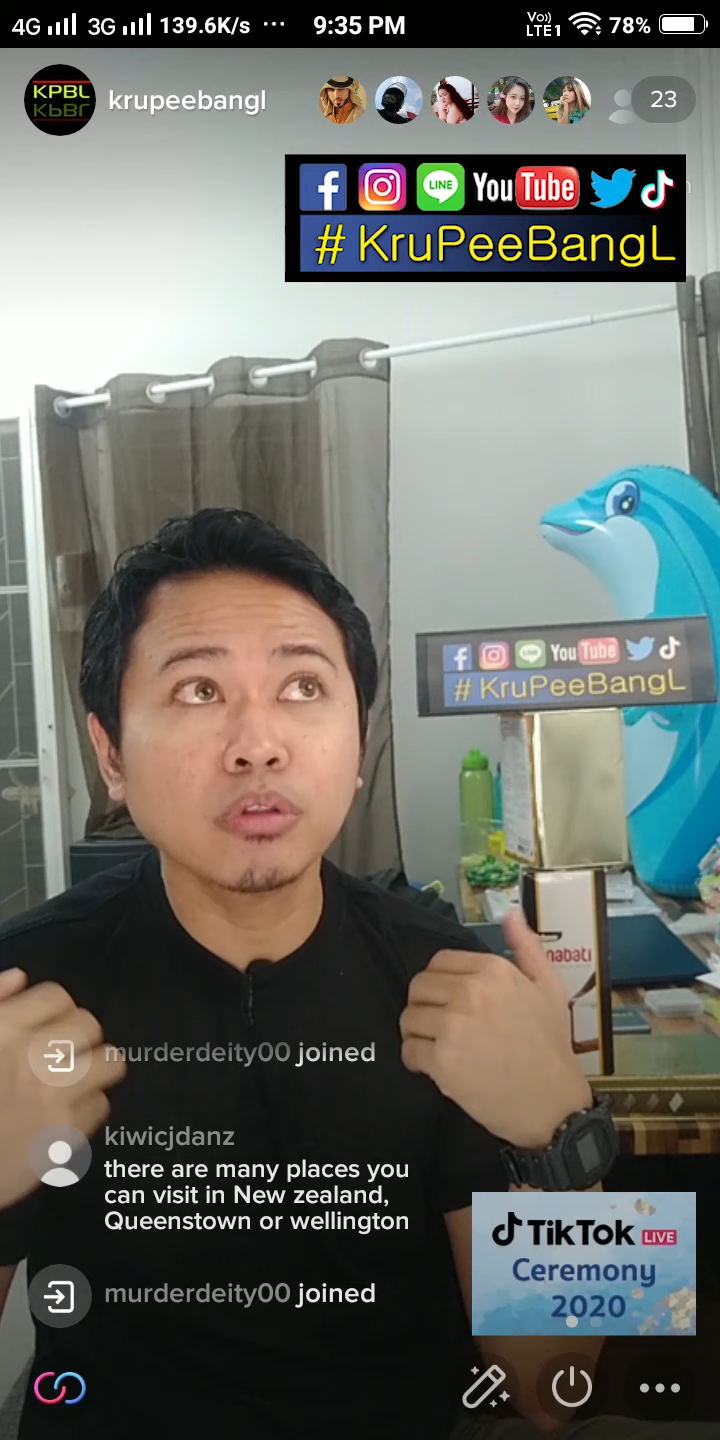 4G 3G 139.6K/s ... 9:35 PM Vo)) LTE1 78%
KPBL krupeebangl 23
YouTube
LINE
# KruPeeBangL
YouTube
# KruPeeBangL
nabati
murderdeity00 joined
kiwicjdanz
there are many places you
can visit in New zealand,
Queenstown or wellington
murderdeity00 joined
TikTok LIVE
Ceremony
2020